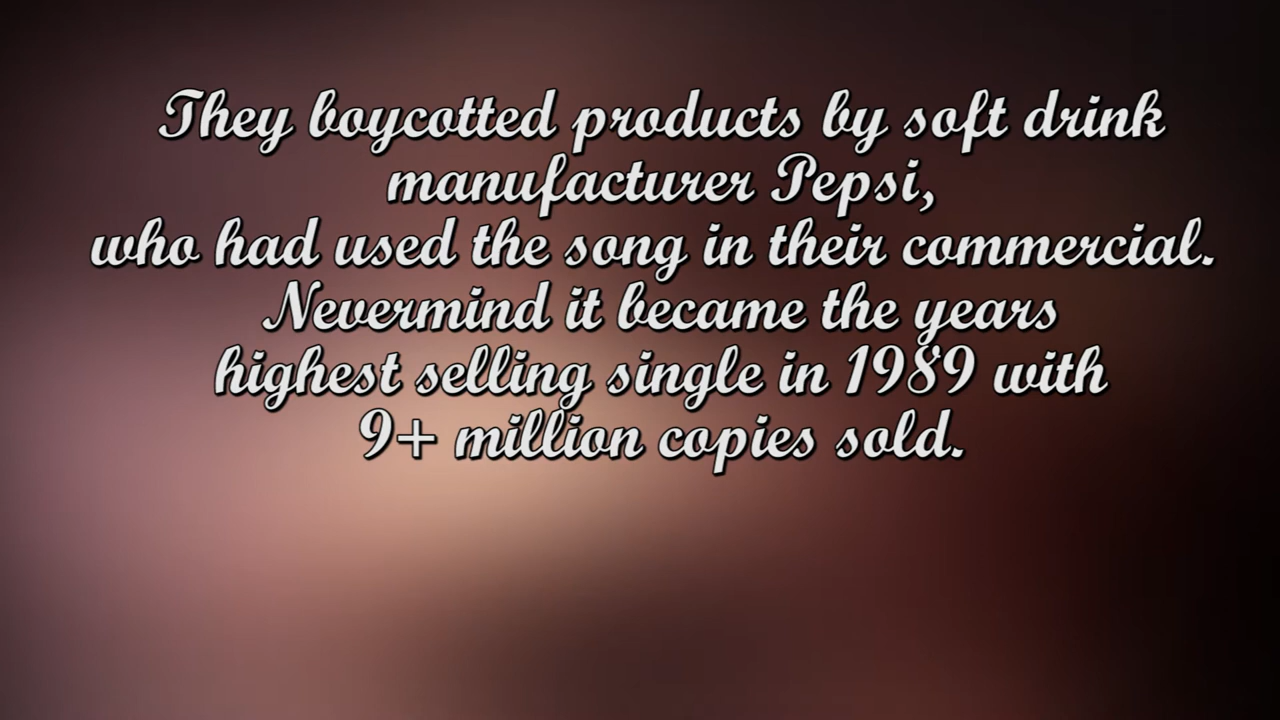 They boycotted products by soft drink
manufacturer Pepsi,
who had used the song in their commercial.
Nevermind it became the years
highest selling single in 1989 with
9+ million copies sold.